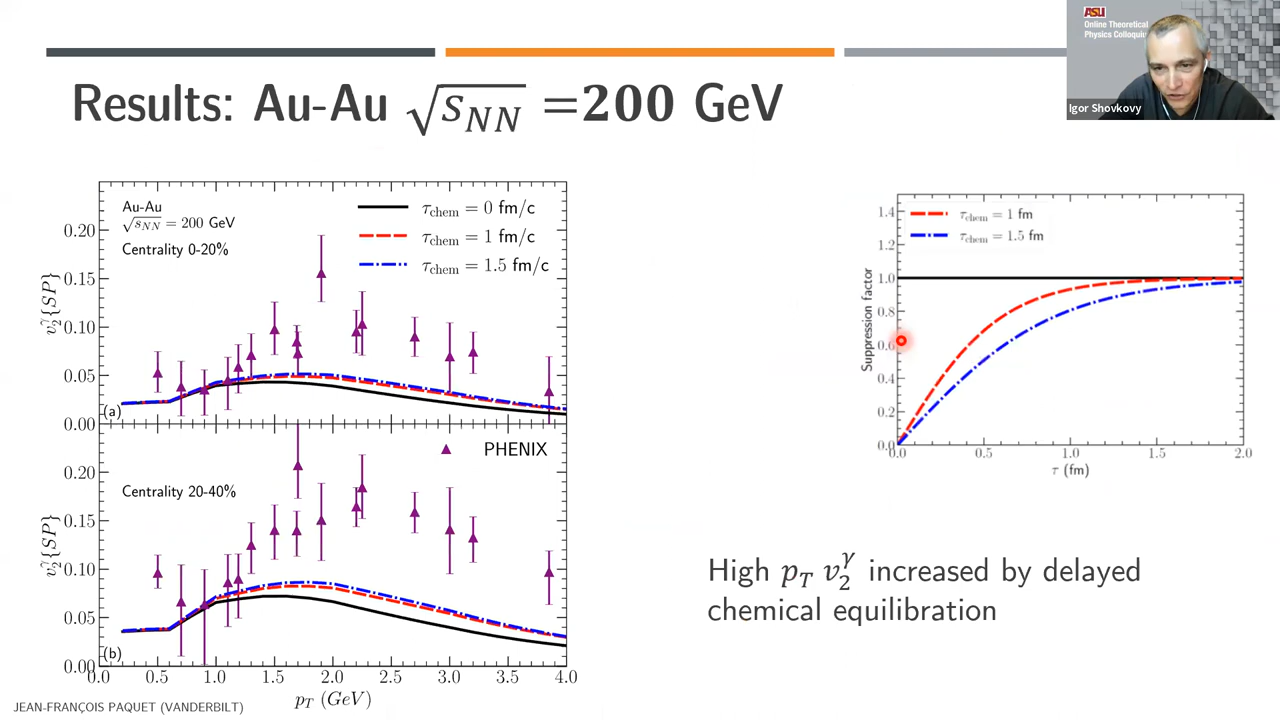 ASU
Online Theoretical
Physics Colloquiu
Igor Shovkovy
Results: Au-Au √s_NN =200 GeV
Au-Au
√s_NN = 200 GeV
Centrality 0-20%
τ_chem = 0 fm/c
τ_chem = 1 fm/c
τ_chem = 1.5 fm/c
v_2^γ{SP}
0.20
0.15
0.10
0.05
0.00
(a)
PHENIX
Centrality 20-40%
v_2^γ{SP}
0.20
0.15
0.10
0.05
0.00
(b)
0.0 0.5 1.0 1.5 2.0 2.5 3.0 3.5 4.0
p_T (GeV)
τ_chem = 1 fm
τ_chem = 1.5 fm
Suppression factor
1.4
1.2
1.0
0.8
0.6
0.4
0.2
0.0
0.0 0.5 1.0 1.5 2.0
τ (fm)
High p_T v_2^γ increased by delayed
chemical equilibration
JEAN-FRANÇOIS PAQUET (VANDERBILT)